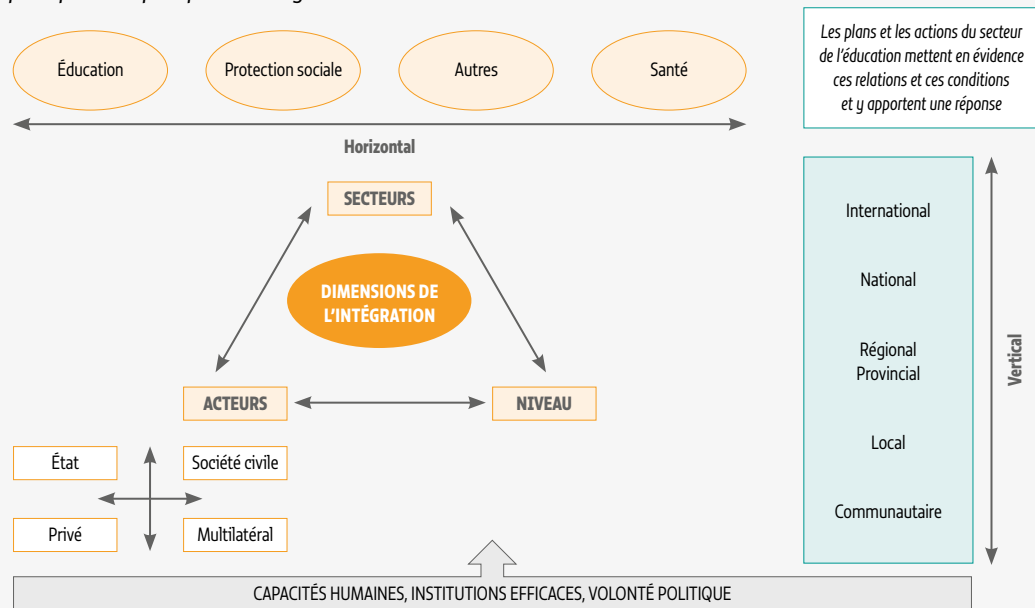 Éducation
Protection sociale
Autres
Santé
Les plans et les actions du secteur
de l'éducation mettent en évidence
ces relations et ces conditions
et y apportent une réponse
Horizontal
SECTEURS
DIMENSIONS DE
L'INTÉGRATION
ACTEURS
NIVEAU
État
Société civile
Privé
Multilatéral
International
National
Régional
Provincial
Local
Communautaire
Vertical
CAPACITÉS HUMAINES, INSTITUTIONS EFFICACES, VOLONTÉ POLITIQUE